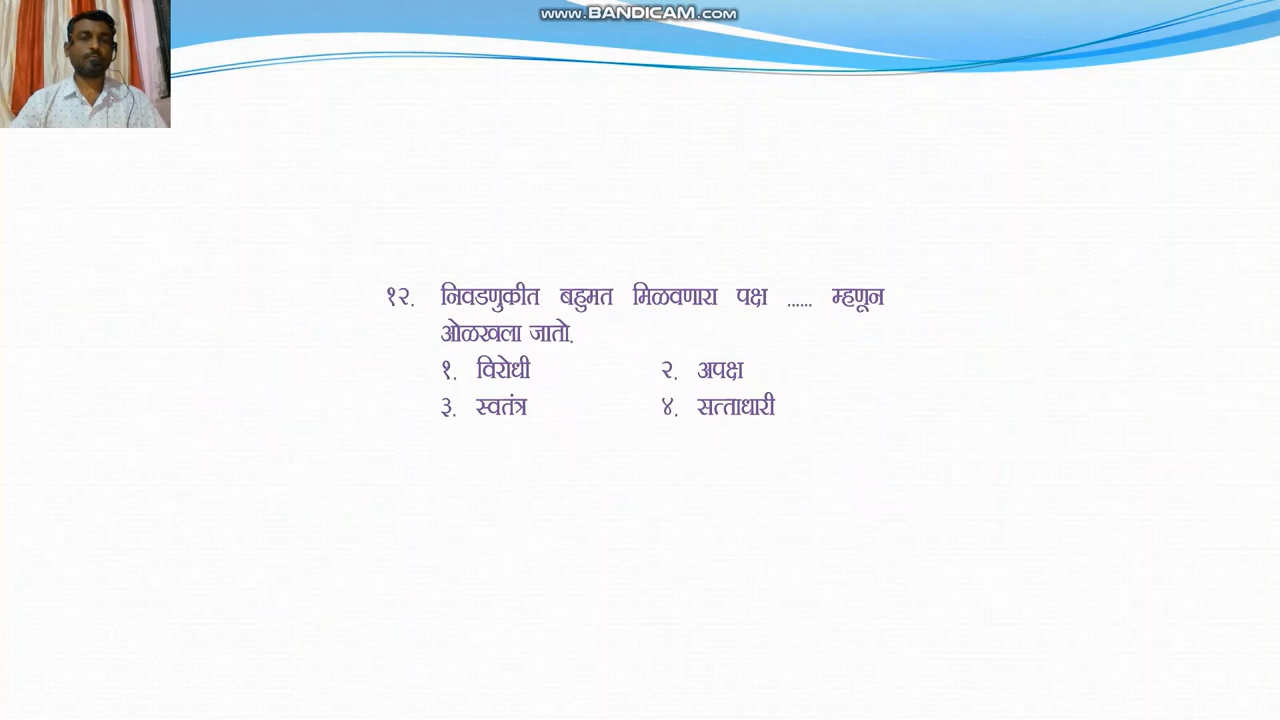 www.BANDICAM.com
१२. निवडणुकीत बहुमत मिळवणारा पक्ष ...... म्हणून
ओळखला जातो.
१. विरोधी २. अपक्ष
३. स्वतंत्र ४. सत्ताधारी